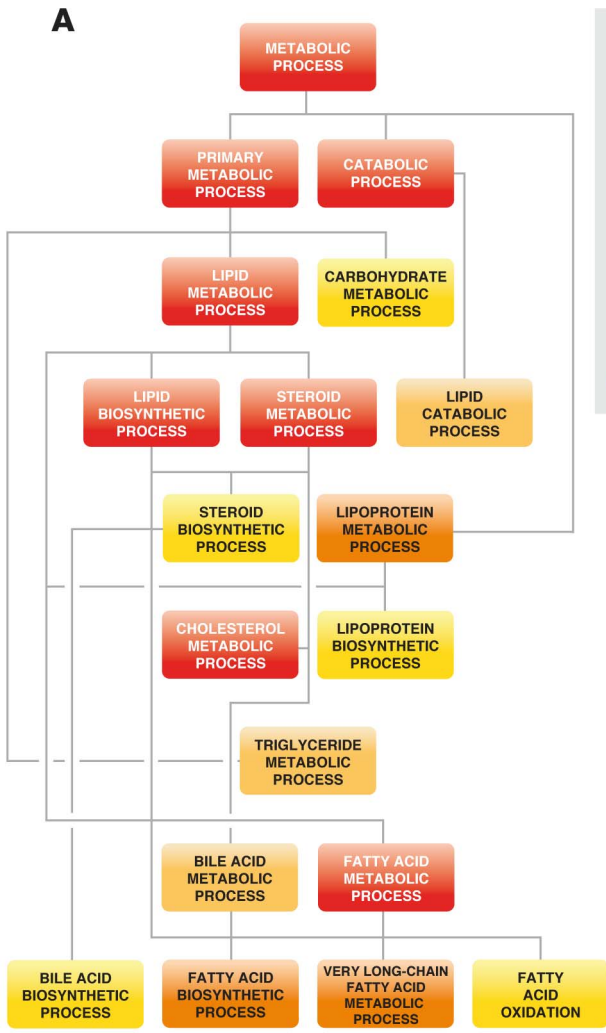 A
METABOLIC
PROCESS
PRIMARY
METABOLIC
PROCESS
CATABOLIC
PROCESS
LIPID
METABOLIC
PROCESS
CARBOHYDRATE
METABOLIC
PROCESS
LIPID
BIOSYNTHETIC
PROCESS
STEROID
METABOLIC
PROCESS
LIPID
CATABOLIC
PROCESS
STEROID
BIOSYNTHETIC
PROCESS
LIPOPROTEIN
METABOLIC
PROCESS
CHOLESTEROL
METABOLIC
PROCESS
LIPOPROTEIN
BIOSYNTHETIC
PROCESS
TRIGLYCERIDE
METABOLIC
PROCESS
BILE ACID
METABOLIC
PROCESS
FATTY ACID
METABOLIC
PROCESS
BILE ACID
BIOSYNTHETIC
PROCESS
FATTY ACID
BIOSYNTHETIC
PROCESS
VERY LONG-CHAIN
FATTY ACID
METABOLIC
PROCESS
FATTY
ACID
OXIDATION